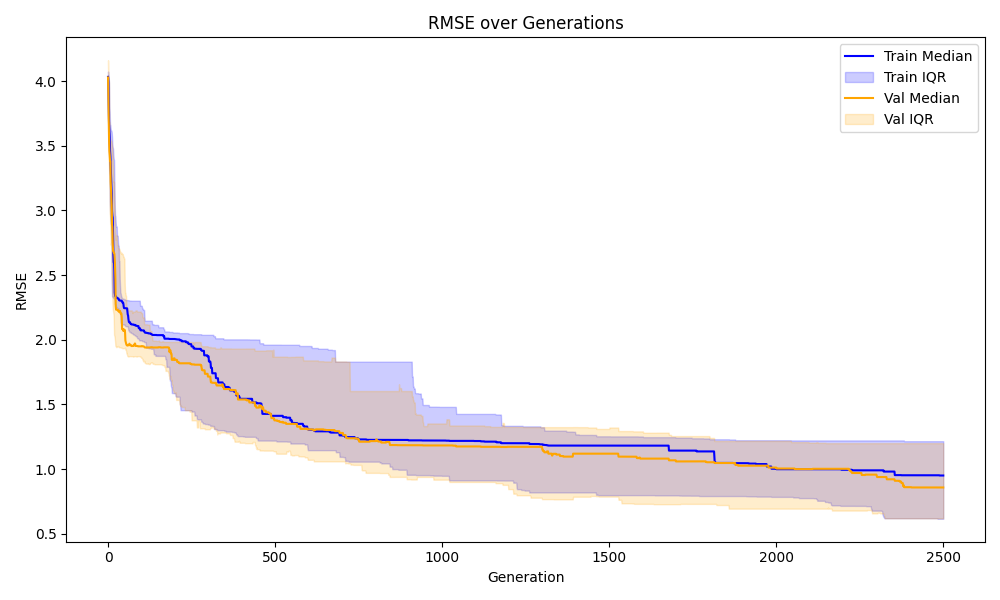 RMSE over Generations
Train Median
Train IQR
Val Median
Val IQR
RMSE
4.0
3.5
3.0
2.5
2.0
1.5
1.0
0.5
0
500
1000
1500
2000
2500
Generation